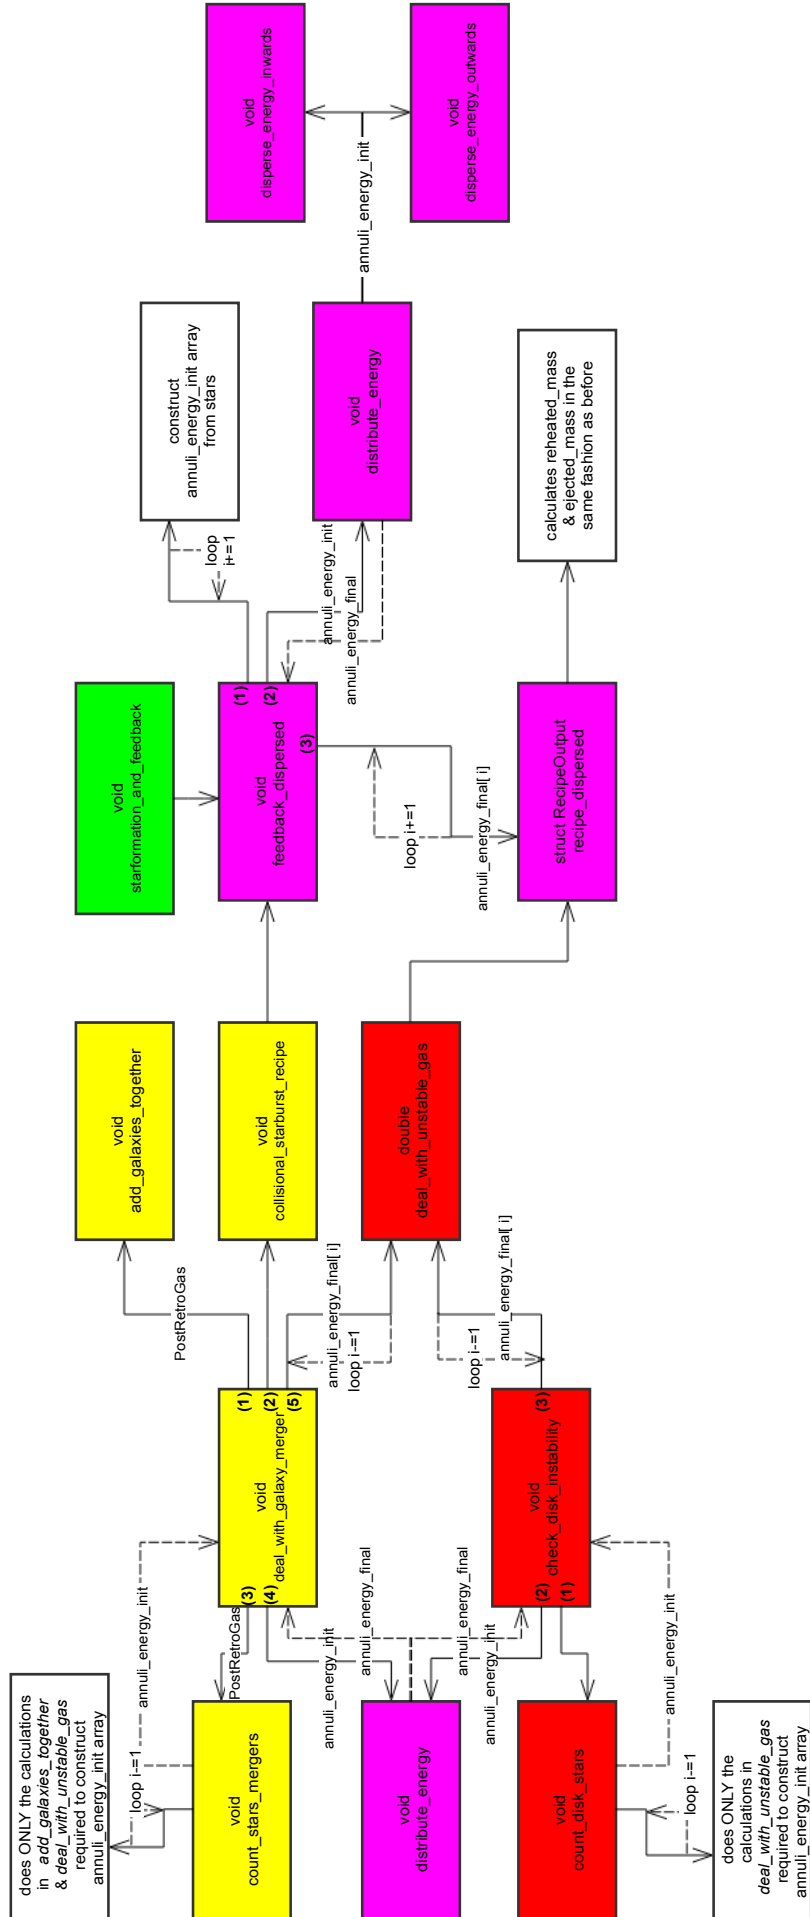 void
disperse_energy_inwards
void
disperse_energy_outwards
annuli_energy_init
construct
annuli_energy_init array
from stars
void
distribute_energy
calculates reheated_mass
& ejected_mass in the
same fashion as before
loop
i+=1
annuli_energy_init
annuli_energy_final
void
starformation_and_feedback
void
feedback_dispersed
(1)
(2)
(3)
loop i+=1
annuli_energy_final[ i]
struct RecipeOutput
recipe_dispersed
void
add_galaxies_together
void
collisional_starburst_recipe
double
deal_with_unstable_gas
PostRetroGas
annuli_energy_final[ i]
loop i-=1
loop i-=1
annuli_energy_final[ i]
void
deal_with_galaxy_merger
(1)
(2)
(5)
(3)
(4)
void
check_disk_instability
(3)
(2)
(1)
annuli_energy_init
PostRetroGas
annuli_energy_init
annuli_energy_final
annuli_energy_final
annuli_energy_init
annuli_energy_init
does ONLY the calculations
in add_galaxies_together
& deal_with_unstable_gas
required to construct
annuli_energy_init array
loop i-=1
void
count_stars_mergers
void
distribute_energy
void
count_disk_stars
loop i-=1
does ONLY the
calculations in
deal_with_unstable_gas
required to construct
annuli_energy_init array